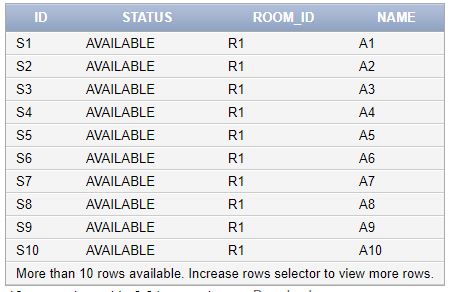 ID STATUS ROOM_ID NAME
S1 AVAILABLE R1 A1
S2 AVAILABLE R1 A2
S3 AVAILABLE R1 A3
S4 AVAILABLE R1 A4
S5 AVAILABLE R1 A5
S6 AVAILABLE R1 A6
S7 AVAILABLE R1 A7
S8 AVAILABLE R1 A8
S9 AVAILABLE R1 A9
S10 AVAILABLE R1 A10
More than 10 rows available. Increase rows selector to view more rows.